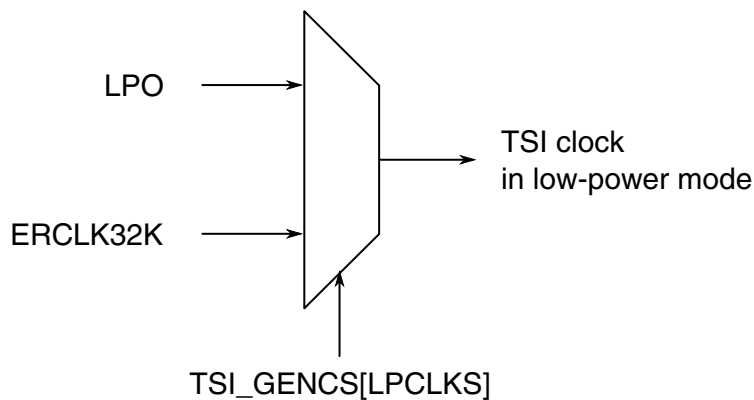 LPO
TSI clock
in low-power mode
ERCLK32K
TSI_GENCS[LPCLKS]